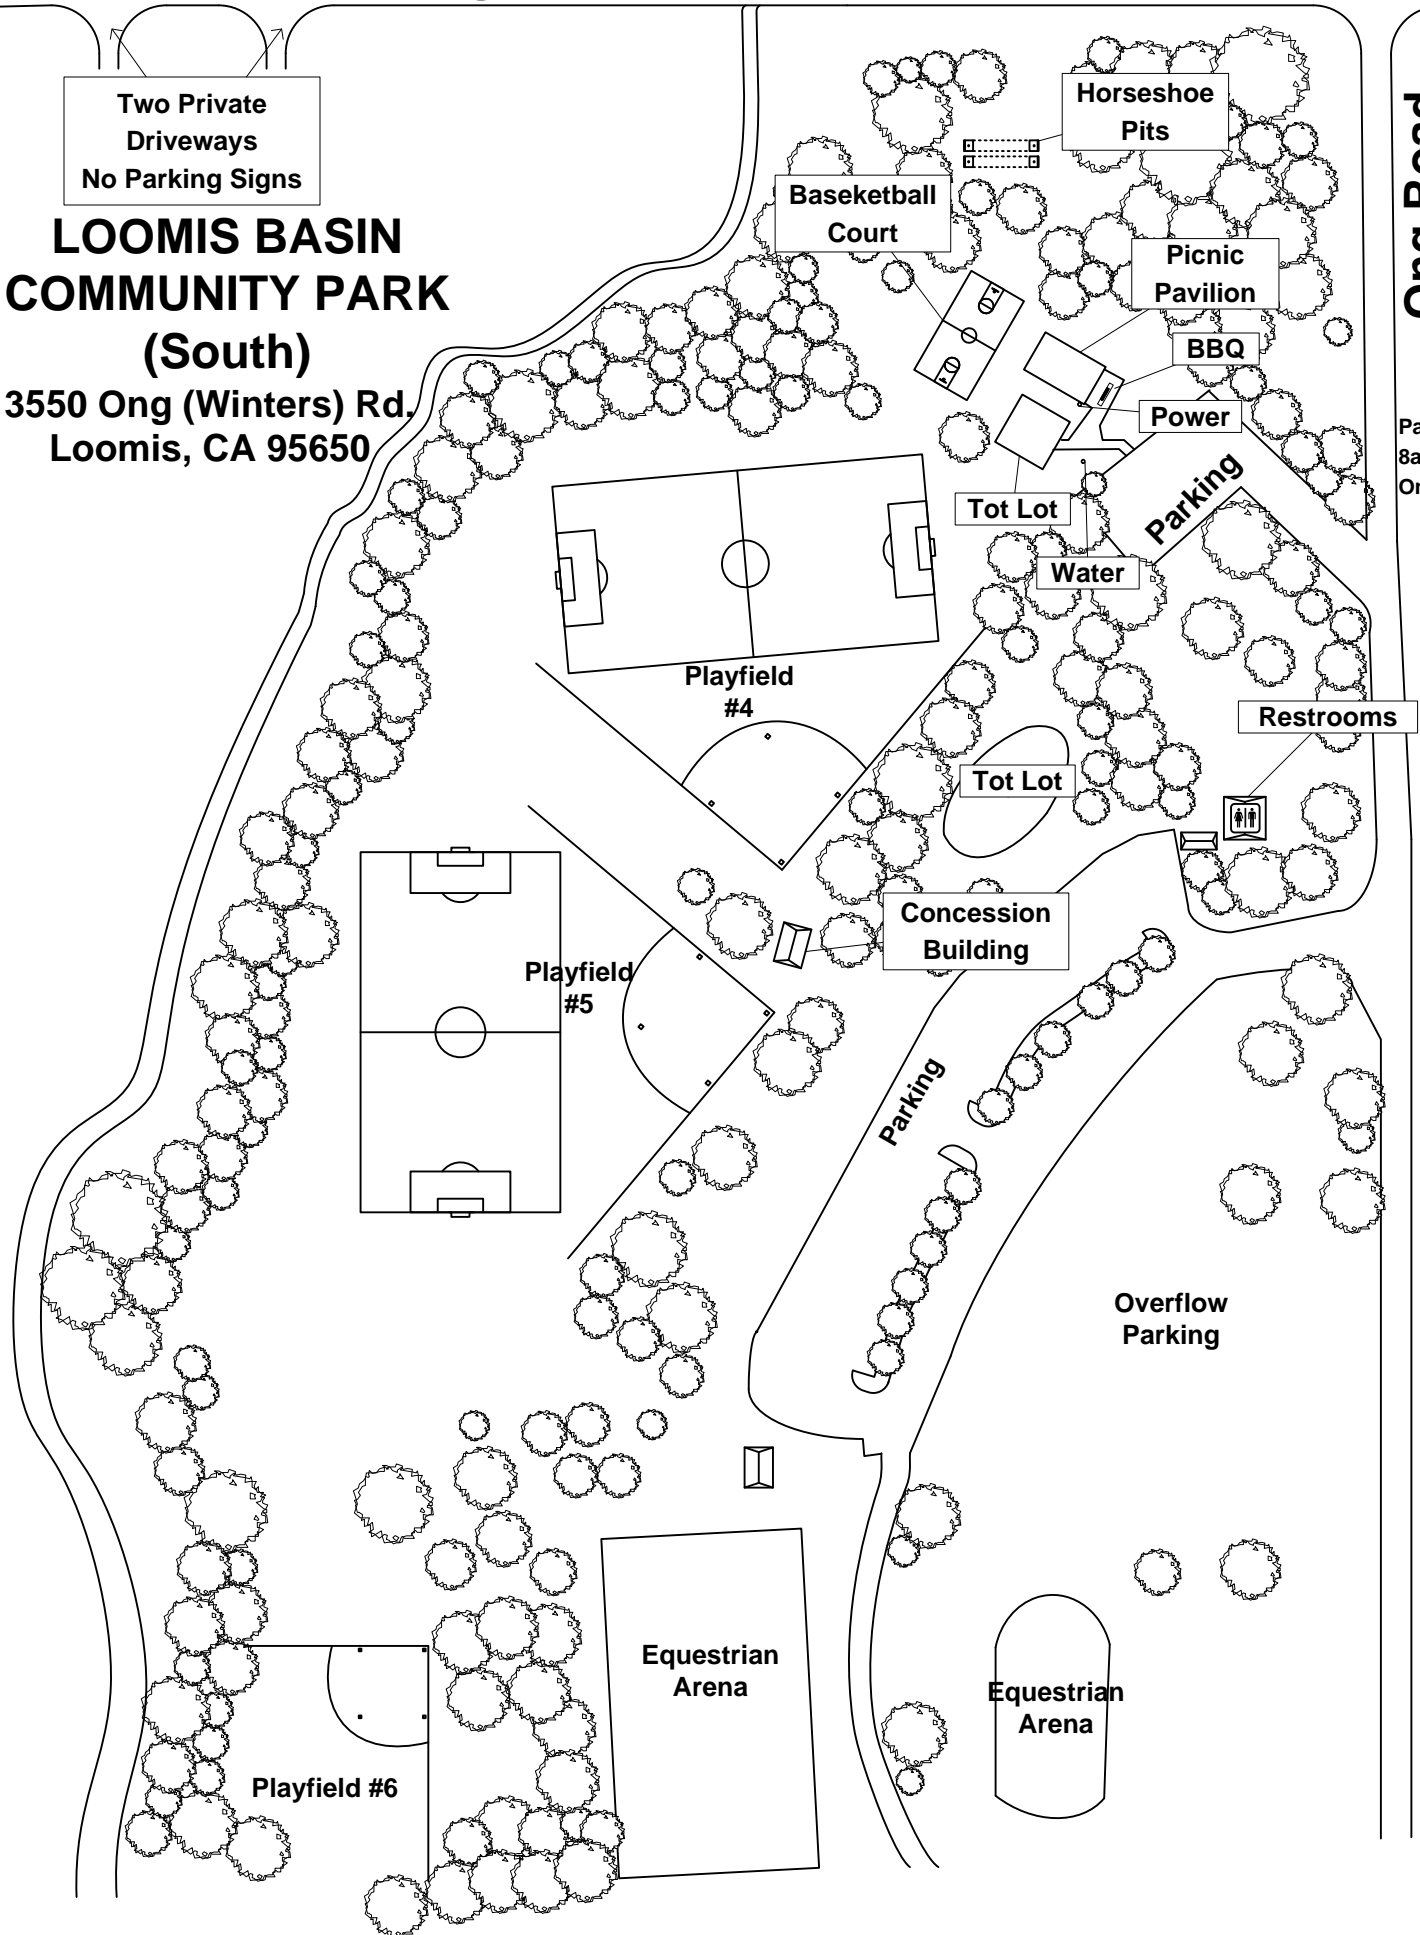 Two Private
Driveways
No Parking Signs
LOOMIS BASIN
COMMUNITY PARK
(South)
3550 Ong (Winters) Rd.
Loomis, CA 95650
Horseshoe
Pits
Baseketball
Court
Picnic
Pavilion
BBQ
Power
Parking
Tot Lot
Water
Playfield
#4
Restrooms
Tot Lot
Concession
Building
Playfield
#5
Parking
Overflow
Parking
Equestrian
Arena
Equestrian
Arena
Playfield #6